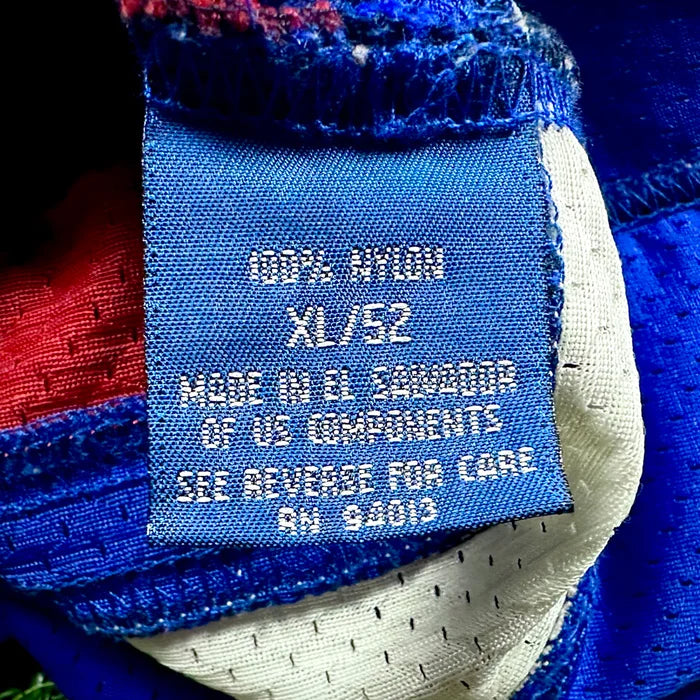 100% NYLON
XL/52
MADE IN EL SALVADOR
OF US COMPONENTS
SEE REVERSE FOR CARE
RN 94013